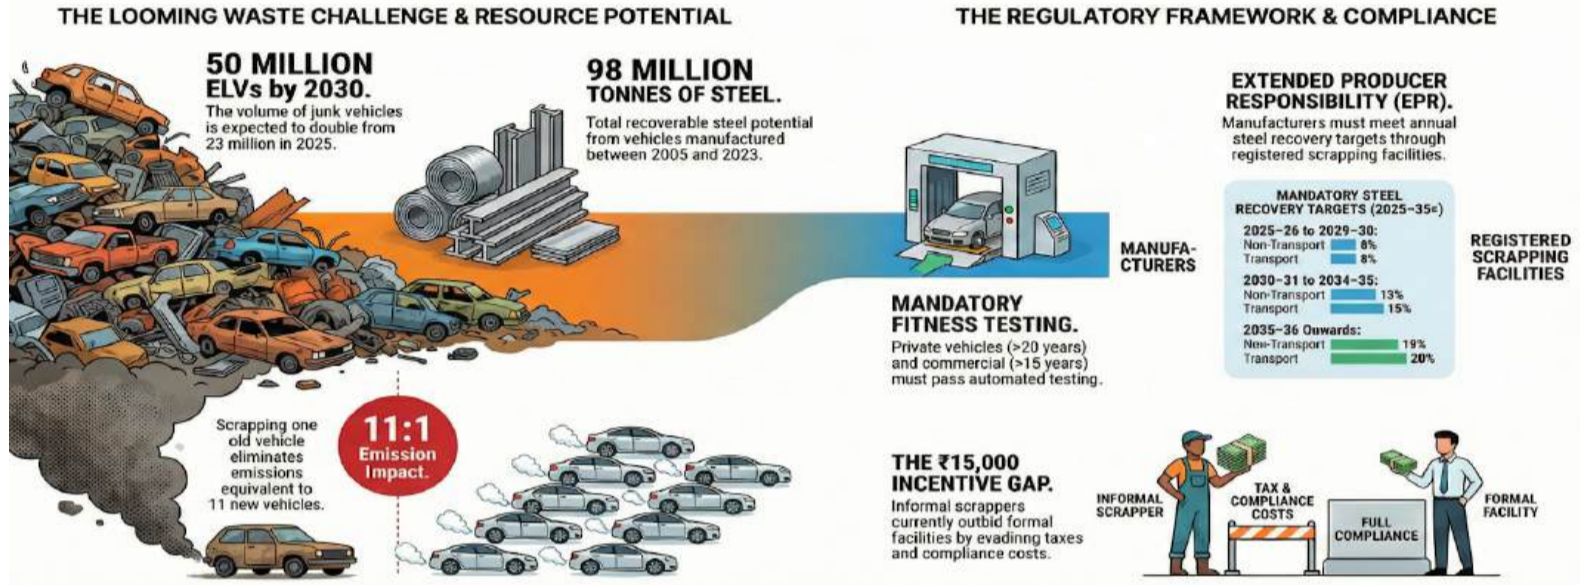 THE LOOMING WASTE CHALLENGE & RESOURCE POTENTIAL
50 MILLION
ELVs by 2030.
The volume of junk vehicles
is expected to double from
23 million in 2025.
98 MILLION
TONNES OF STEEL.
Total recoverable steel potential
from vehicles manufactured
between 2005 and 2023.
Scrapping one
old vehicle
eliminates
emissions
equivalent to
11 new vehicles.
11:1
Emission
Impact.
THE REGULATORY FRAMEWORK & COMPLIANCE
EXTENDED PRODUCER
RESPONSIBILITY (EPR).
Manufacturers must meet annual
steel recovery targets through
registered scrapping facilities.
MANUFA-
CTURERS
MANDATORY STEEL
RECOVERY TARGETS (2025–35e)
2025–26 to 2029–30:
Non-Transport 8%
Transport 8%
2030–31 to 2034–35:
Non-Transport 13%
Transport 15%
2035–36 Onwards:
New-Transport 19%
Transport 20%
REGISTERED
SCRAPPING
FACILITIES
MANDATORY
FITNESS TESTING.
Private vehicles (>20 years)
and commercial (>15 years)
must pass automated testing.
THE ₹15,000
INCENTIVE GAP.
Informal scrappers
currently outbid formal
facilities by evadinng taxes
and compliance costs.
INFORMAL
SCRAPPER
TAX &
COMPLIANCE
COSTS
FULL
COMPLIANCE
FORMAL
FACILITY